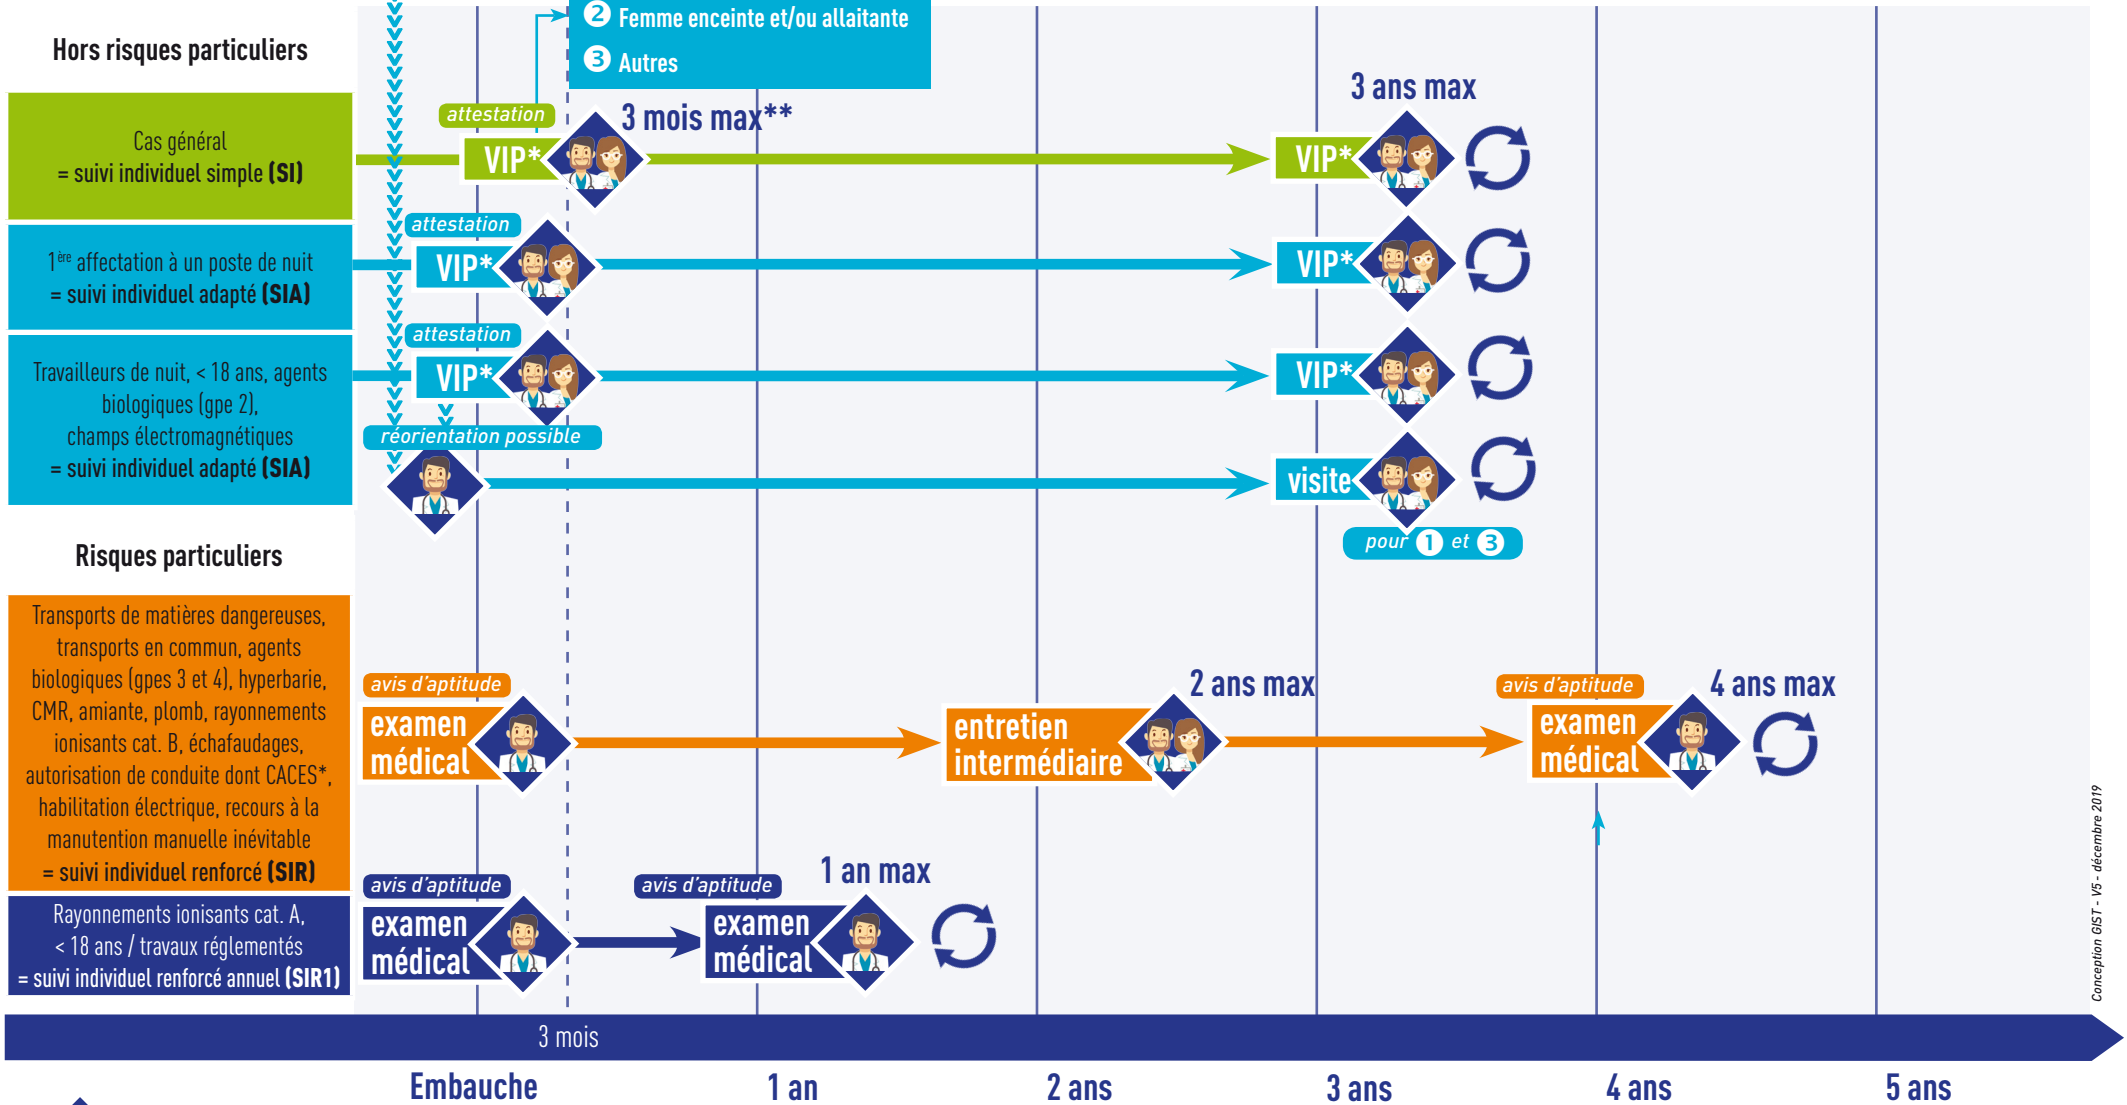 ❷ Femme enceinte et/ou allaitante
❸ Autres
Hors risques particuliers
Cas général
= suivi individuel simple (SI)
attestation
VIP*
3 mois max**
3 ans max
VIP*
1ère affectation à un poste de nuit
= suivi individuel adapté (SIA)
attestation
VIP*
VIP*
Travailleurs de nuit, < 18 ans, agents
biologiques (gpe 2),
champs électromagnétiques
= suivi individuel adapté (SIA)
attestation
VIP*
VIP*
réorientation possible
visite
pour ❶ et ❸
Risques particuliers
Transports de matières dangereuses,
transports en commun, agents
biologiques (gpes 3 et 4), hyperbarie,
CMR, amiante, plomb, rayonnements
ionisants cat. B, échafaudages,
autorisation de conduite dont CACES*,
habilitation électrique, recours à la
manutention manuelle inévitable
= suivi individuel renforcé (SIR)
avis d'aptitude
examen
médical
2 ans max
entretien
intermédiaire
avis d'aptitude
4 ans max
examen
médical
Rayonnements ionisants cat. A,
< 18 ans / travaux réglementés
= suivi individuel renforcé annuel (SIR1)
avis d'aptitude
examen
médical
avis d'aptitude
1 an max
examen
médical
Conception GIST - V5 - décembre 2019
3 mois
Embauche
1 an
2 ans
3 ans
4 ans
5 ans